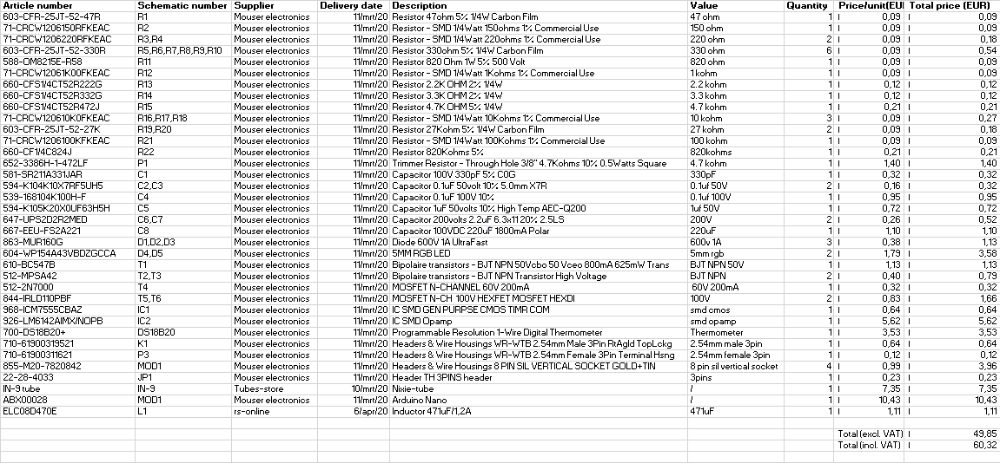 Article number Schematic number Supplier Delivery date Description Value Quantity Price/unit(EUI Total price (EUR)
603-CFR-25JT-52-47R R1 Mouser electronics 11/mrt/20 Resistor 47ohm 5% 1/4W Carbon Film 47 ohm 1 I 0,09 I 0,09
71-CRCW1206150RFKEAC R2 Mouser electronics 11/mrt/20 Resistor - SMD 1/4Watt 150ohms 1% Commercial Use 150 ohm 1 I 0,09 I 0,09
71-CRCW1206220RFKEAC R3,R4 Mouser electronics 11/mrt/20 Resistor - SMD 1/4Watt 220ohms 1% Commercial Use 220 ohm 2 I 0,09 I 0,18
603-CFR-25JT-52-330R R5,R6,R7,R8,R9,R10 Mouser electronics 11/mrt/20 Resistor 330ohm 5% 1/4W Carbon Film 330 ohm 6 I 0,09 I 0,54
588-OM8215E-R58 R11 Mouser electronics 11/mrt/20 Resistor 820 Ohm 1W 5% 500 Volt 820 ohm 1 I 0,09 I 0,09
71-CRCW12061K00FKEAC R12 Mouser electronics 11/mrt/20 Resistor - SMD 1/4Watt 1Kohms 1% Commercial Use 1 kohm 1 I 0,09 I 0,09
660-CFS1/4CT52R222G R13 Mouser electronics 11/mrt/20 Resistor 2.2K OHM 2% 1/4W 2.2 kohm 1 I 0,12 I 0,12
660-CFS1/4CT52R332G R14 Mouser electronics 11/mrt/20 Resistor 3.3K OHM 2% 1/4W 3.3 kohm 1 I 0,12 I 0,12
660-CFS1/4CT52R472J R15 Mouser electronics 11/mrt/20 Resistor 4.7K OHM 5% 1/4W 4.7 kohm 1 I 0,21 I 0,21
71-CRCW120610K0FKEAC R16,R17,R18 Mouser electronics 11/mrt/20 Resistor - SMD 1/4Watt 10Kohms 1% Commercial Use 10 kohm 3 I 0,09 I 0,27
603-CFR-25JT-52-27K R19,R20 Mouser electronics 11/mrt/20 Resistor 27Kohm 5% 1/4W Carbon Film 27 kohm 2 I 0,09 I 0,18
71-CRCW1206100KFKEAC R21 Mouser electronics 11/mrt/20 Resistor - SMD 1/4Watt 100Kohms 1% Commercial Use 100 kohm 1 I 0,09 I 0,09
660-CF1/4C824J R22 Mouser electronics 11/mrt/20 Resistor 820Kohms 5% 820kohms 1 I 0,21 I 0,21
652-3386H-1-472LF P1 Mouser electronics 11/mrt/20 Trimmer Resistor - Through Hole 3/8" 4.7Kohms 10% 0.5Watts Square 4.7 kohm 1 I 1,40 I 1,40
581-SR211A331JAR C1 Mouser electronics 11/mrt/20 Capacitor 100V 330pF 5% C0G 330pF 1 I 0,32 I 0,32
594-K104K10X7RF5UH5 C2,C3 Mouser electronics 11/mrt/20 Capacitor 0.1uF 50volt 10% 5.0mm X7R 0.1uf 50V 2 I 0,16 I 0,32
539-168104K100H-F C4 Mouser electronics 11/mrt/20 Capacitor 0.1uF 100V 10% 0.1uf 100V 1 I 0,95 I 0,95
594-K105K20X0UF63H5H C5 Mouser electronics 11/mrt/20 Capacitor 1uF 50volts 10% High Temp AEC-Q200 1uf 50V 1 I 0,72 I 0,72
647-UPS2D2R2MED C6,C7 Mouser electronics 11/mrt/20 Capacitor 200volts 2.2uF 6.3x11 20% 2.5LS 200V 2 I 0,26 I 0,52
667-EEU-FS2A221 C8 Mouser electronics 11/mrt/20 Capacitor 100VDC 220uF 1800mA Polar 220uF 1 I 1,10 I 1,10
863-MUR160G D1,D2,D3 Mouser electronics 11/mrt/20 Diode 600V 1A UltraFast 600v 1A 3 I 0,38 I 1,13
604-WP154A43VBDZGCCA D4,D5 Mouser electronics 11/mrt/20 5MM RGB LED 5mm rgb 2 I 1,79 I 3,58
610-BC547B T1 Mouser electronics 11/mrt/20 Bipolaire transistors - BJT NPN 50Vcbo 50 Vceo 800mA 625mW Trans BJT NPN 50V 1 I 1,13 I 1,13
512-MPSA42 T2,T3 Mouser electronics 11/mrt/20 Bipolaire transistors - BJT NPN Transistor High Voltage BJT NPN 2 I 0,40 I 0,79
512-2N7000 T4 Mouser electronics 11/mrt/20 MOSFET N-CHANNEL 60V 200mA 60V 200mA 1 I 0,32 I 0,32
844-IRLD110PBF T5,T6 Mouser electronics 11/mrt/20 MOSFET N-CH 100V HEXFET MOSFET HEXDI 100V 2 I 0,83 I 1,66
968-ICM7555CBAZ IC1 Mouser electronics 11/mrt/20 IC SMD GEN PURPSE CMOS TIMR COM smd cmos 1 I 0,64 I 0,64
926-LM6142AIMX/NOPB IC2 Mouser electronics 11/mrt/20 IC SMD Opamp smd opamp 1 I 5,62 I 5,62
700-DS18B20+ DS18B20 Mouser electronics 11/mrt/20 Programmable Resolution 1-Wire Digital Thermometer Thermometer 1 I 3,53 I 3,53
710-61900319521 K1 Mouser electronics 11/mrt/20 Headers & Wire Housings WR-WTB 2.54mm Male 3Pin RtAgld TopLckg 2.54mm male 3pin 1 I 0,64 I 0,64
710-61900311621 P3 Mouser electronics 11/mrt/20 Headers & Wire Housings WR-WTB 2.54mm Female 3Pin Terminal Hsng 2.54mm female 3pin 1 I 0,12 I 0,12
855-M20-7820842 MOD1 Mouser electronics 11/mrt/20 Headers & Wire Housings 8 PIN SIL VERTICAL SOCKET GOLD+TIN 8 pin sil vertical socket 4 I 0,99 I 3,96
22-28-4033 JP1 Mouser electronics 11/mrt/20 Header TH 3PINS header 3pins 1 I 0,23 I 0,23
IN-9 tube IN-9 Tubes-store 10/mrt/20 Nixie-tube / 1 I 7,35 I 7,35
ABX00028 MOD1 Mouser electronics 11/mrt/20 Arduino Nano / 1 I 10,43 I 10,43
ELC08D470E L1 rs-online 6/apr/20 Inductor 471uF/1,2A 471uF 1 I 1,11 I 1,11
Total (excl. VAT) I 49,85
Total (incl. VAT) I 60,32